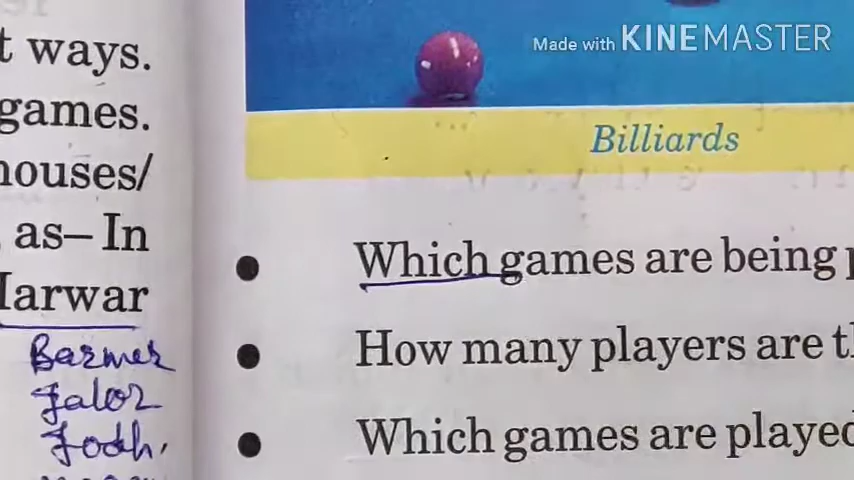 t ways.
games.
houses/
as– In
Marwar
Barmer
Jalor
Jodh,
Made with KINEMASTER
Billiards
Which games are being p
How many players are th
Which games are played